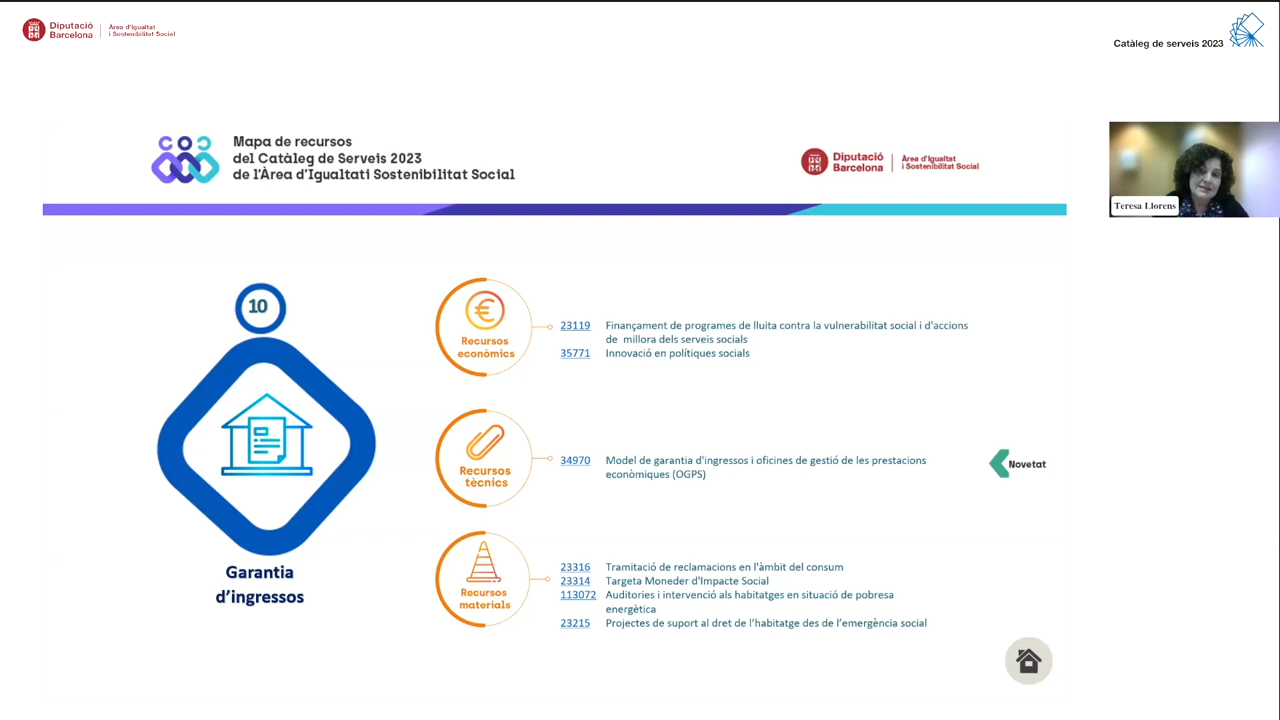 Diputació
Barcelona
Àrea d'Igualtat
i Sostenibilitat Social
Catàleg de serveis 2023
Mapa de recursos
del Catàleg de Serveis 2023
de l'Àrea d'Igualtati Sostenibilitat Social
Diputació
Barcelona
Àrea d'Igualtat
i Sostenibilitat Social
Teresa Llorens
10
Garantia
d'ingressos
Recursos
econòmics
23119 Finançament de programes de lluita contra la vulnerabilitat social i d'accions
de millora dels serveis socials
35771 Innovació en polítiques socials
Recursos
tècnics
34970 Model de garantia d'ingressos i oficines de gestió de les prestacions
econòmiques (OGPS)
Novetat
Recursos
materials
23316 Tramitació de reclamacions en l'àmbit del consum
23314 Targeta Moneder d'Impacte Social
113072 Auditories i intervenció als habitatges en situació de pobresa
energètica
23215 Projectes de suport al dret de l'habitatge des de l'emergència social